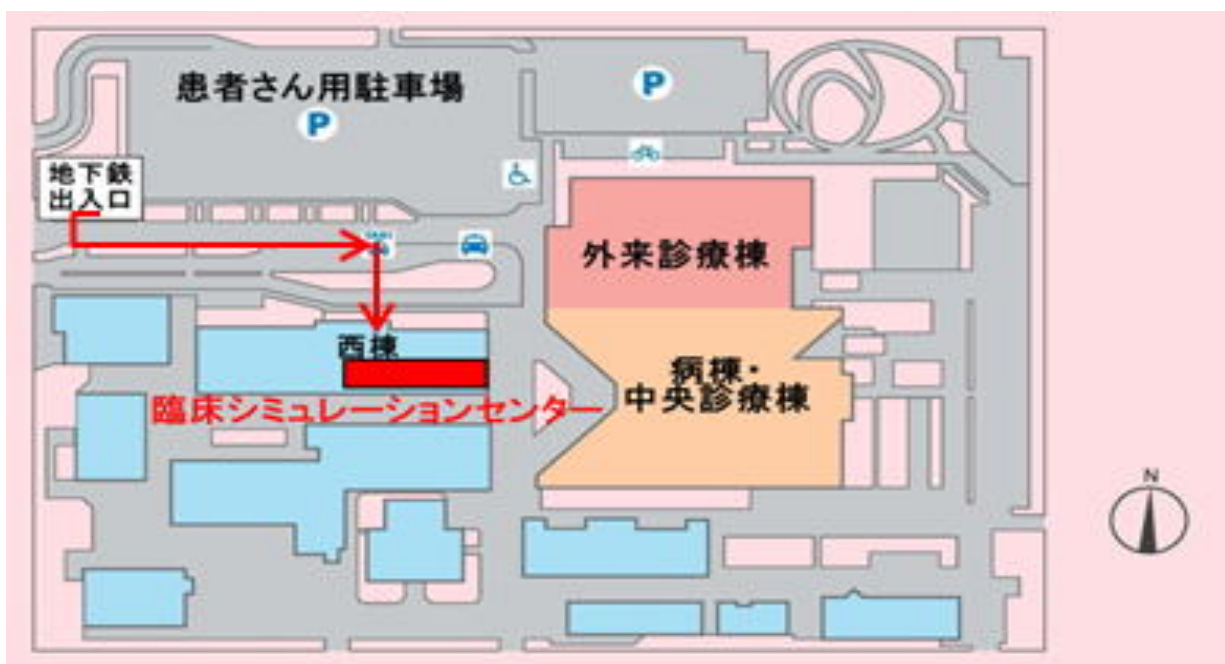 患者さん用駐車場
P
P
地下鉄
出入口
TAXI
外来診療棟
西棟
病棟・
中央診療棟
臨床シミュレーションセンター
N